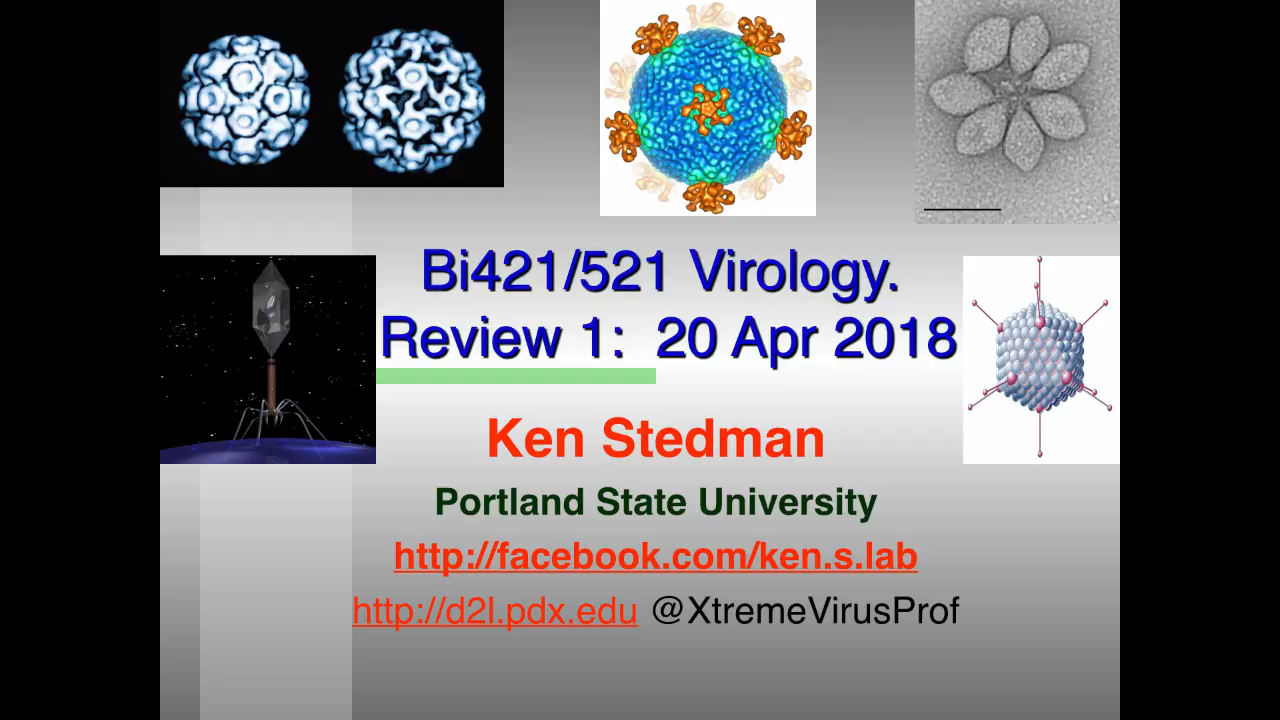 Bi421/521 Virology.
Review 1: 20 Apr 2018
Ken Stedman
Portland State University
http://facebook.com/ken.s.lab
http://d2l.pdx.edu @XtremeVirusProf